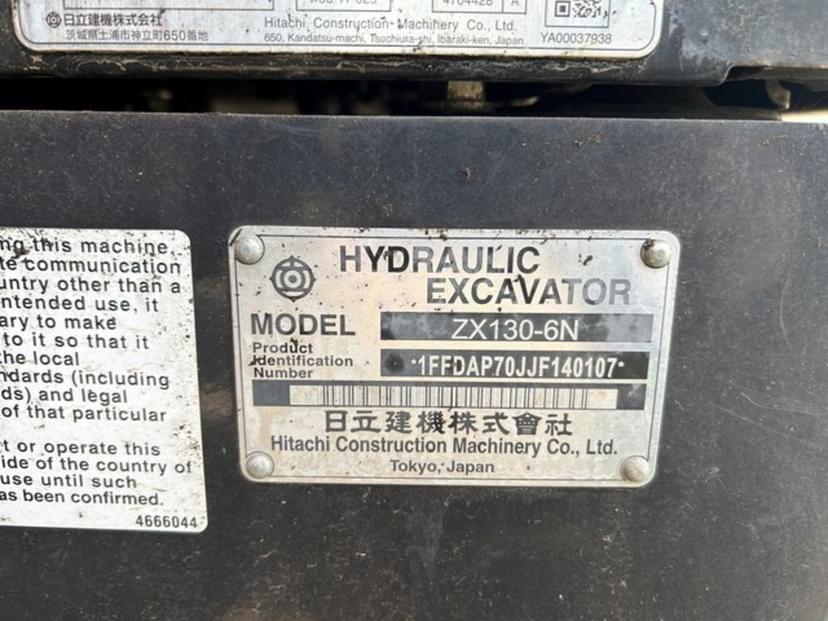 4704428 A
日立建機株式会社
茨城県土浦市神立町650番地
Hitachi Construction Machinery Co., Ltd.
650, Kandatsu-machi, Tsuchiura-shi, Ibaraki-ken, Japan
YA00037938
ng this machine,
te communication
untry other than a
ntended use, it
ary to make
to it so that it
the local
ndards (including
ds) and legal
of that particular
t or operate this
ide of the country of
use until such
as been confirmed.
4666044
HYDRAULIC
EXCAVATOR
MODEL ZX130-6N
Product
Identification
Number
*1FFDAP70JJF140107*
日立建機株式會社
Hitachi Construction Machinery Co., Ltd.
Tokyo, Japan